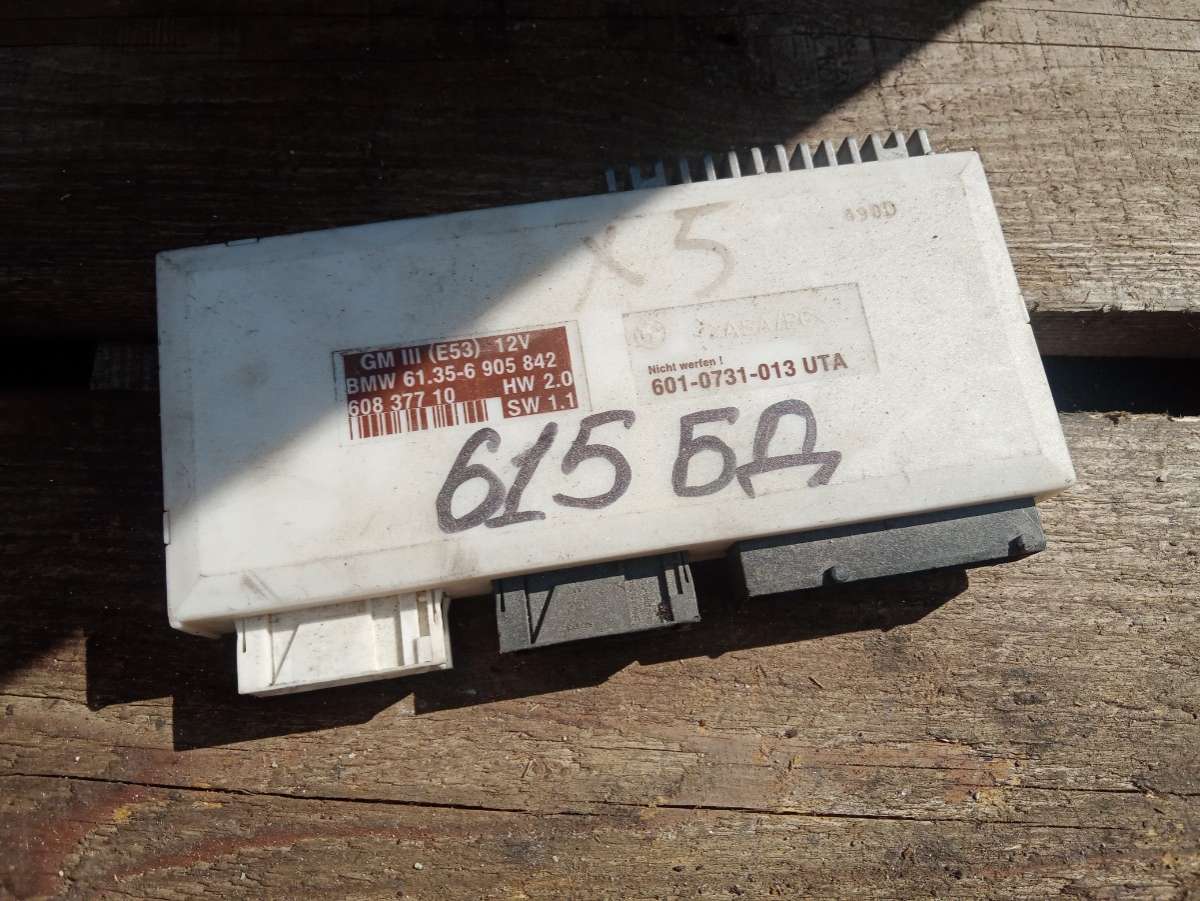 X5
490D
GM III (E53) 12V
BMW 61.35-6 905 842
608 377 10 HW 2.0
SW 1.1
Nicht werfen !
601-0731-013 UTA
615 БД